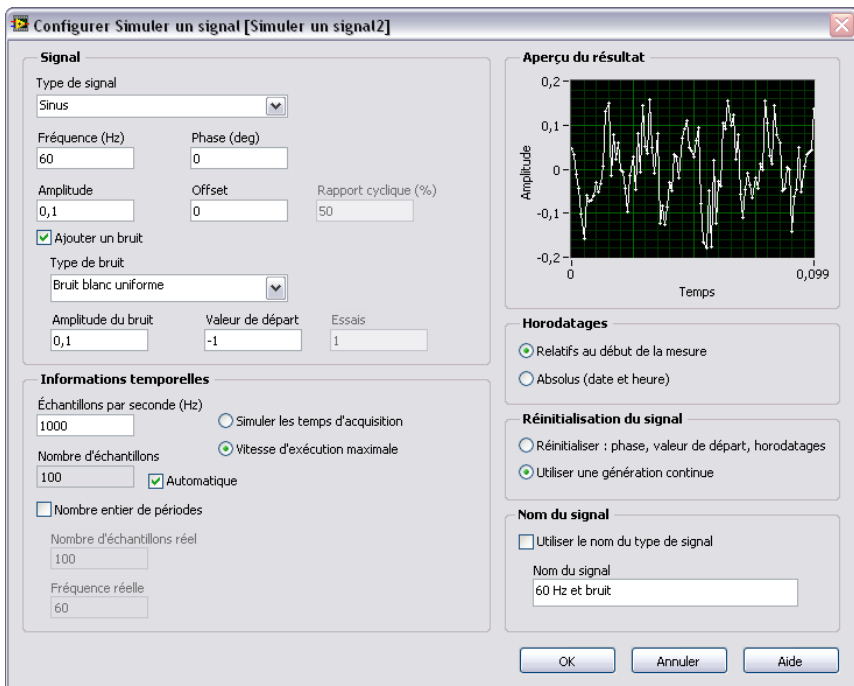 Configurer Simuler un signal [Simuler un signal2]
Signal
Type de signal
Sinus
Fréquence (Hz)
Phase (deg)
60
0
Amplitude
Offset
Rapport cyclique (%)
0,1
0
50
Ajouter un bruit
Type de bruit
Bruit blanc uniforme
Amplitude du bruit
Valeur de départ
Essais
0,1
-1
1
Informations temporelles
Échantillons par seconde (Hz)
1000
Simuler les temps d'acquisition
Vitesse d'exécution maximale
Nombre d'échantillons
100
Automatique
Nombre entier de périodes
Nombre d'échantillons réel
100
Fréquence réelle
60
Aperçu du résultat
Amplitude
0,2
0,1
0
-0,1
-0,2
0
0,099
Temps
Horodatages
Relatifs au début de la mesure
Absolus (date et heure)
Réinitialisation du signal
Réinitialiser : phase, valeur de départ, horodatages
Utiliser une génération continue
Nom du signal
Utiliser le nom du type de signal
Nom du signal
60 Hz et bruit
OK
Annuler
Aide